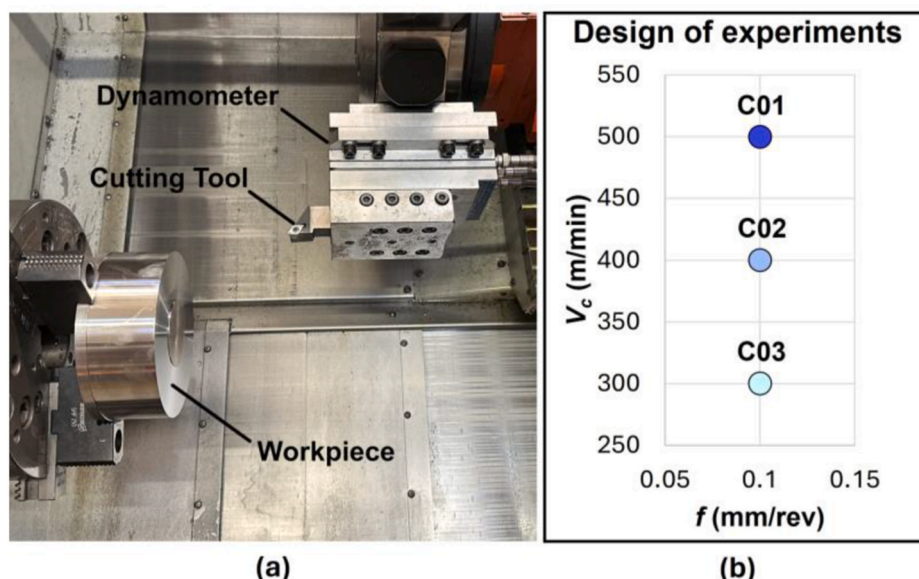 Dynamometer
Cutting Tool
Workpiece
(a)
Design of experiments
550
500
450
400
350
300
250
V_c (m/min)
C01
C02
C03
0.05 0.1 0.15
f (mm/rev)
(b)